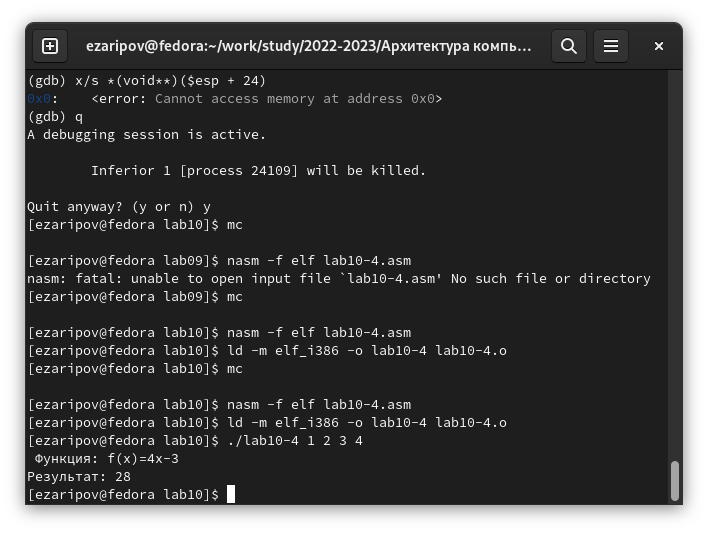 ezaripov@fedora:~/work/study/2022-2023/Архитектура компь…
(gdb) x/s *(void**)($esp + 24)
0x0:    <error: Cannot access memory at address 0x0>
(gdb) q
A debugging session is active.
        Inferior 1 [process 24109] will be killed.
Quit anyway? (y or n) y
[ezaripov@fedora lab10]$ mc
[ezaripov@fedora lab09]$ nasm -f elf lab10-4.asm
nasm: fatal: unable to open input file `lab10-4.asm' No such file or directory
[ezaripov@fedora lab09]$ mc
[ezaripov@fedora lab10]$ nasm -f elf lab10-4.asm
[ezaripov@fedora lab10]$ ld -m elf_i386 -o lab10-4 lab10-4.o
[ezaripov@fedora lab10]$ mc
[ezaripov@fedora lab10]$ nasm -f elf lab10-4.asm
[ezaripov@fedora lab10]$ ld -m elf_i386 -o lab10-4 lab10-4.o
[ezaripov@fedora lab10]$ ./lab10-4 1 2 3 4
 Функция: f(x)=4x-3
Результат: 28
[ezaripov@fedora lab10]$